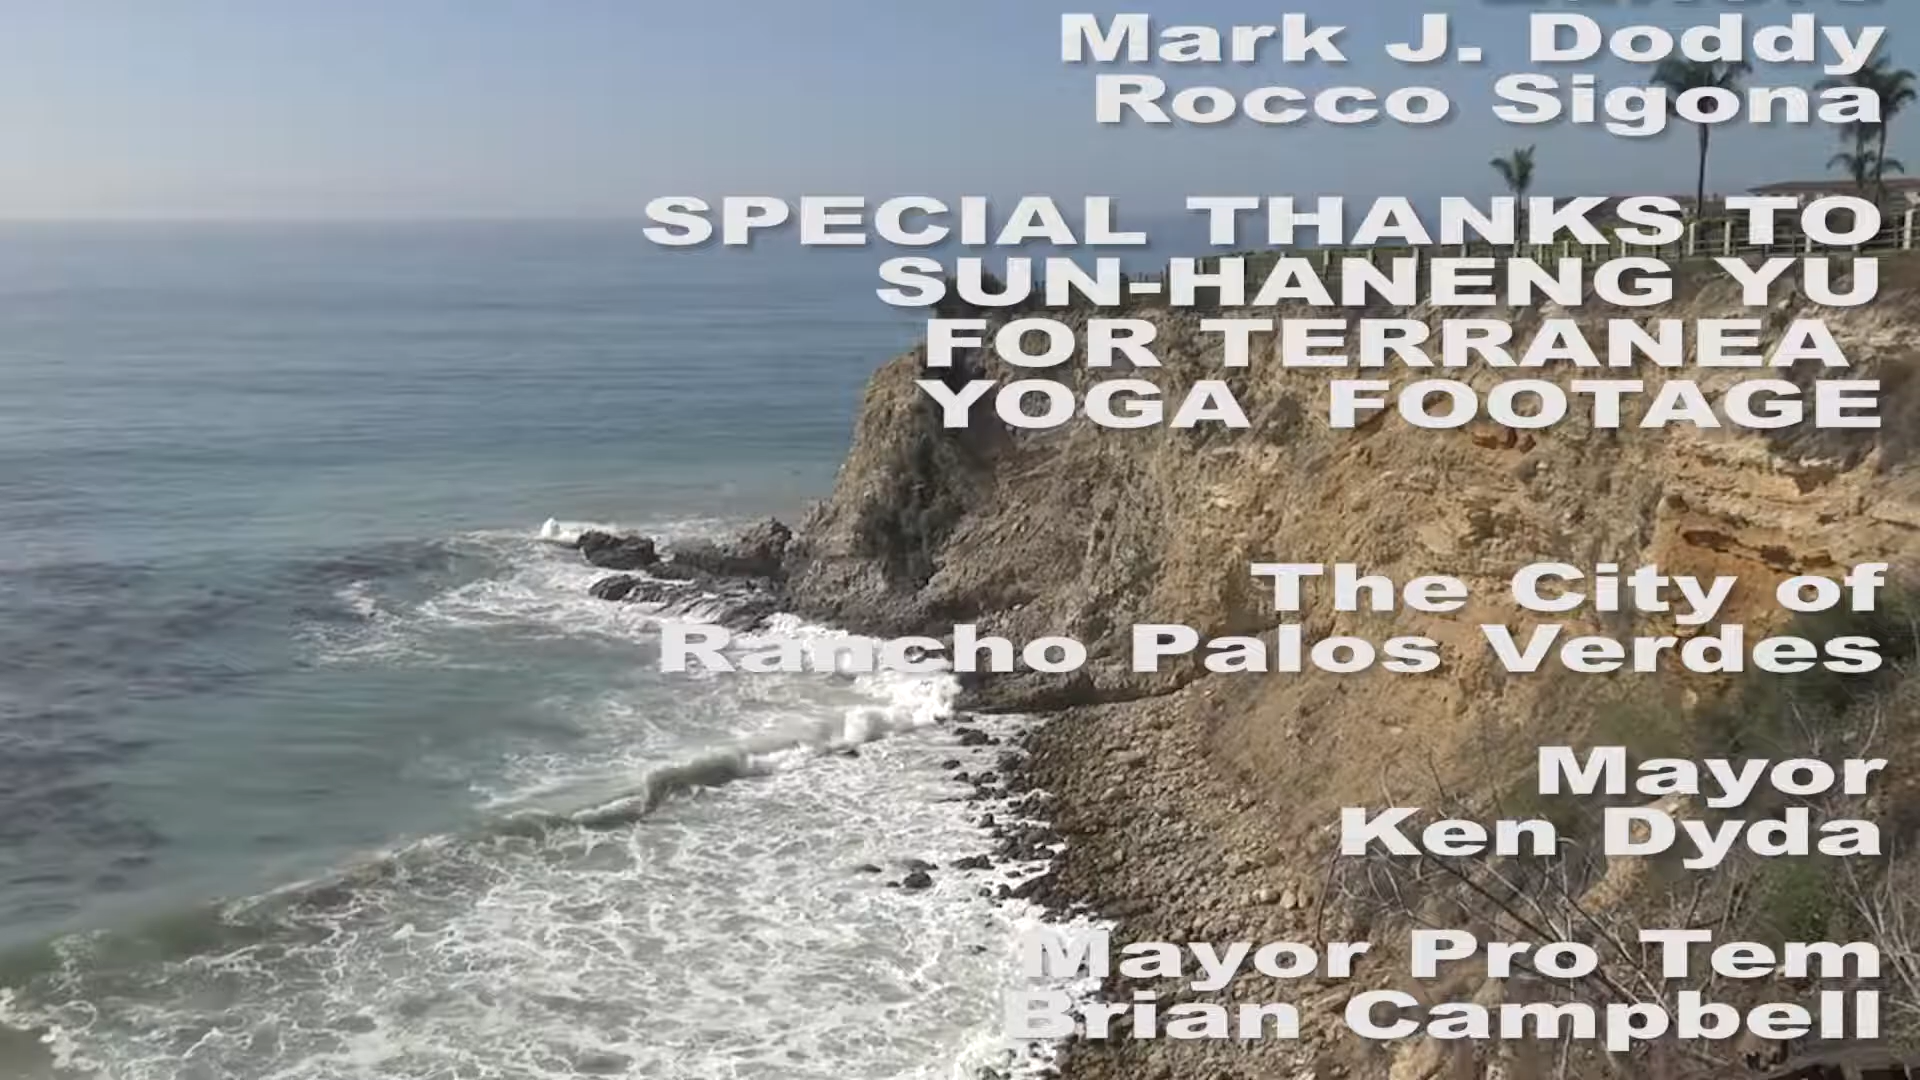 Mark J. Doddy
Rocco Sigona
SPECIAL THANKS TO
SUN-HANENG YU
FOR TERRANEA
YOGA FOOTAGE
The City of
Rancho Palos Verdes
Mayor
Ken Dyda
Mayor Pro Tem
Brian Campbell